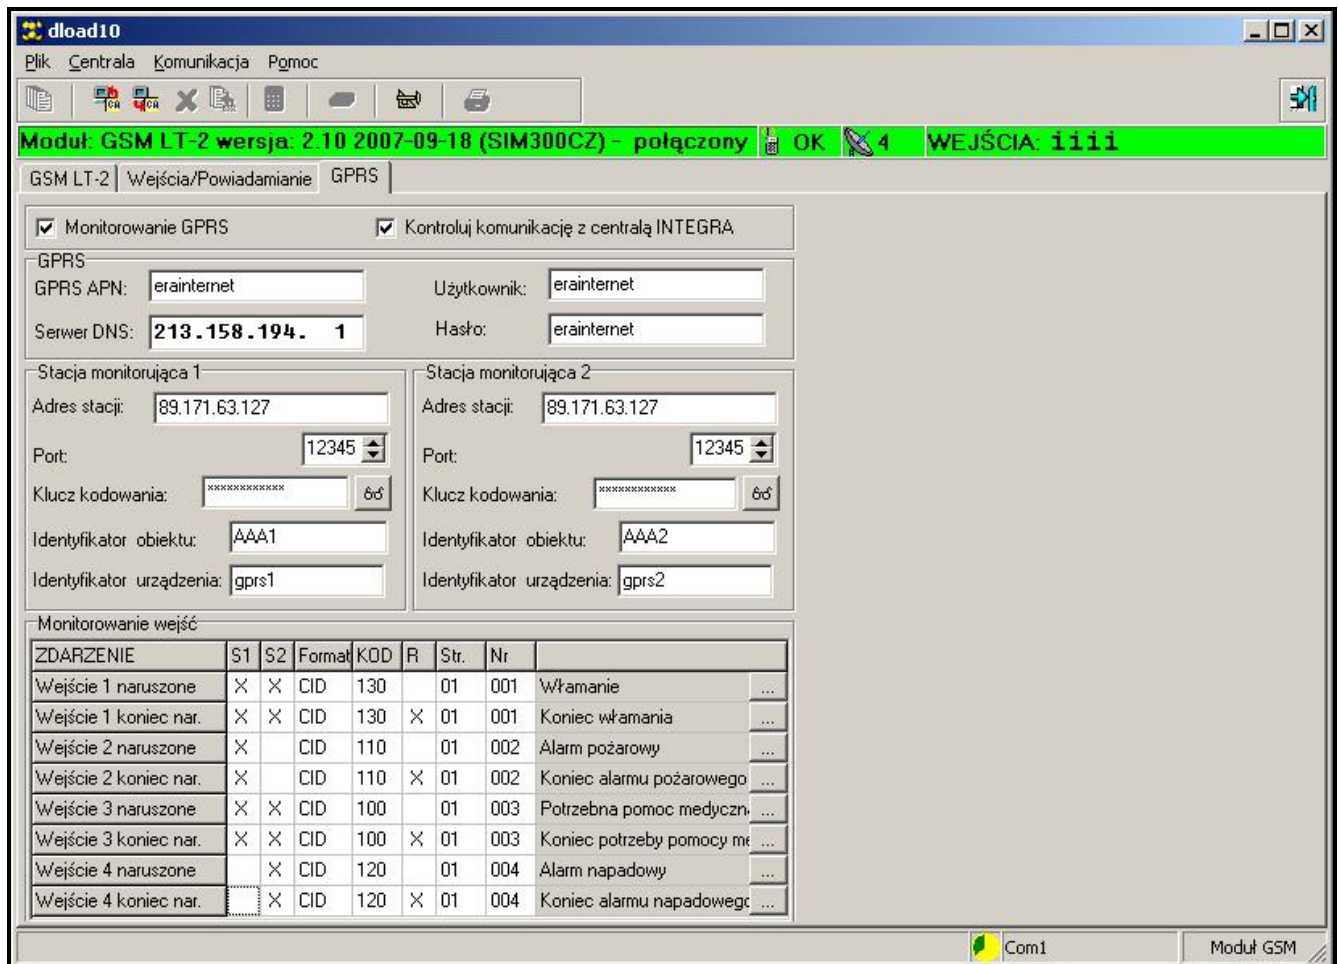 dload10
Plik Centrala Komunikacja Pomoc
Moduł: GSM LT-2 wersja: 2.10 2007-09-18 (SIM300CZ) - połączony OK 4 WEJŚCIA: iiii
GSM LT-2 Wejścia/Powiadamianie GPRS
Monitorowanie GPRS Kontroluj komunikację z centralą INTEGRA
GPRS
GPRS APN: erainternet Użytkownik: erainternet
Serwer DNS: 213.158.194. 1 Hasło: erainternet
Stacja monitorująca 1 Stacja monitorująca 2
Adres stacji: 89.171.63.127 Adres stacji: 89.171.63.127
Port: 12345 Port: 12345
Klucz kodowania: ************ Klucz kodowania: ************
Identyfikator obiektu: AAA1 Identyfikator obiektu: AAA2
Identyfikator urządzenia: gprs1 Identyfikator urządzenia: gprs2
Monitorowanie wejść
ZDARZENIE S1 S2 Format KOD R Str. Nr
Wejście 1 naruszone X X CID 130 01 001 Włamanie ...
Wejście 1 koniec nar. X X CID 130 X 01 001 Koniec włamania ...
Wejście 2 naruszone X CID 110 01 002 Alarm pożarowy ...
Wejście 2 koniec nar. X CID 110 X 01 002 Koniec alarmu pożarowego ...
Wejście 3 naruszone X X CID 100 01 003 Potrzebna pomoc medyczn ...
Wejście 3 koniec nar. X X CID 100 X 01 003 Koniec potrzeby pomocy me ...
Wejście 4 naruszone X CID 120 01 004 Alarm napadowy ...
Wejście 4 koniec nar. X CID 120 X 01 004 Koniec alarmu napadowego ...
Com1 Moduł GSM